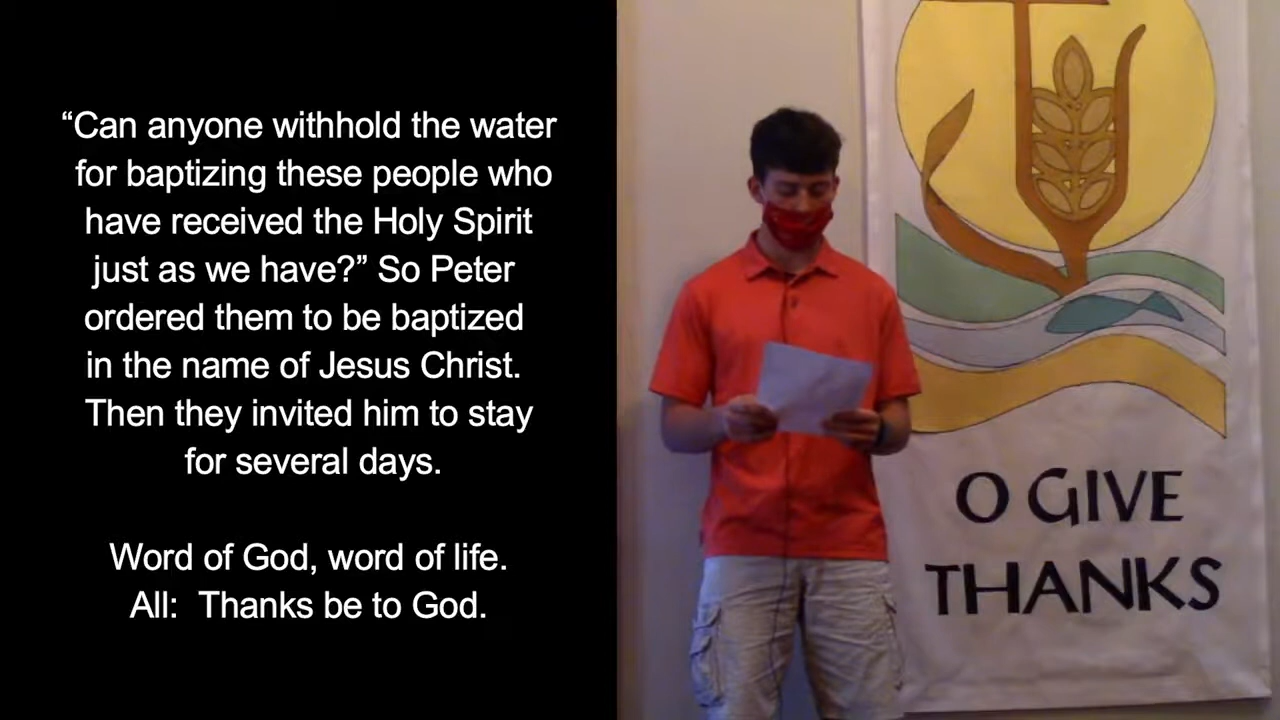 “Can anyone withhold the water
for baptizing these people who
have received the Holy Spirit
just as we have?” So Peter
ordered them to be baptized
in the name of Jesus Christ.
Then they invited him to stay
for several days.
Word of God, word of life.
All:  Thanks be to God.
O GIVE
THANKS